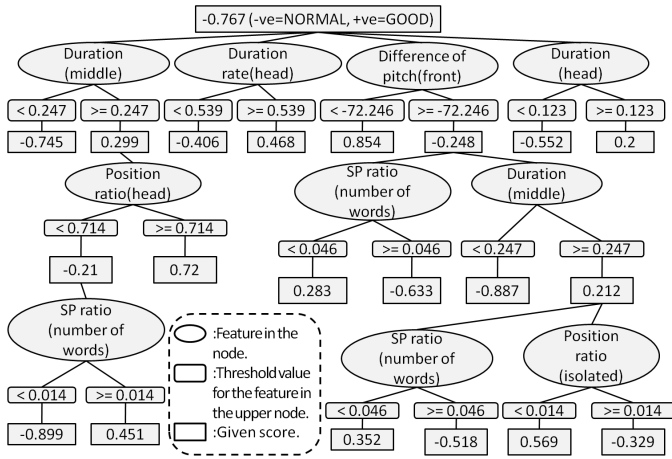 -0.767 (-ve=NORMAL, +ve=GOOD)
Duration
(middle)
Duration
rate(head)
Difference of
pitch(front)
Duration
(head)
< 0.247
>= 0.247
< 0.539
>= 0.539
< -72.246
>= -72.246
< 0.123
>= 0.123
-0.745
0.299
-0.406
0.468
0.854
-0.248
-0.552
0.2
Position
ratio(head)
SP ratio
(number of
words)
Duration
(middle)
< 0.714
>= 0.714
< 0.046
>= 0.046
< 0.247
>= 0.247
-0.21
0.72
0.283
-0.633
-0.887
0.212
SP ratio
(number of
words)
:Feature in the
node.
:Threshold value
for the feature in
the upper node.
:Given score.
SP ratio
(number of
words)
Position
ratio
(isolated)
< 0.014
>= 0.014
< 0.046
>= 0.046
< 0.014
>= 0.014
-0.899
0.451
0.352
-0.518
0.569
-0.329